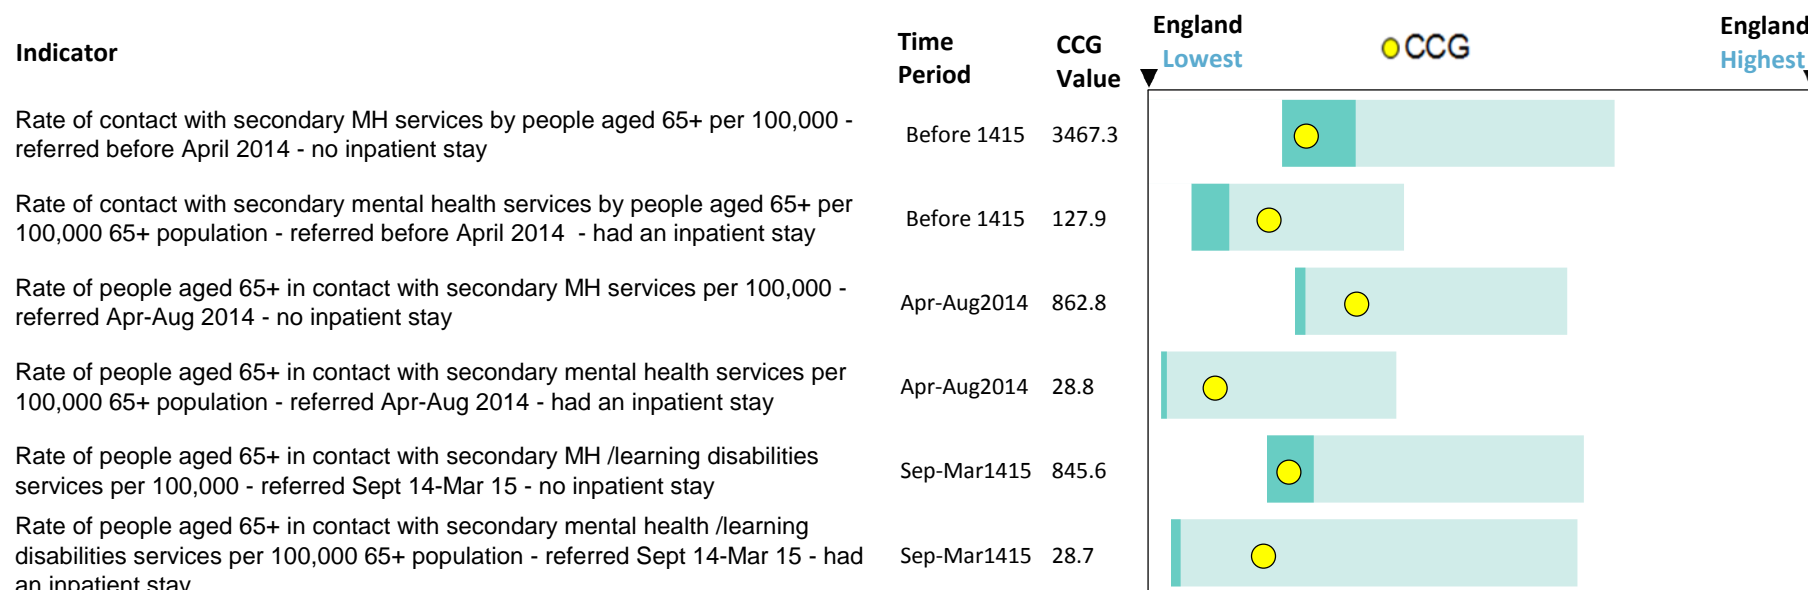 Indicator
Time
Period
CCG
Value
England
Lowest
CCG
England
Highest
Rate of contact with secondary MH services by people aged 65+ per 100,000 -
referred before April 2014 - no inpatient stay
Before 1415
3467.3
Rate of contact with secondary mental health services by people aged 65+ per
100,000 65+ population - referred before April 2014  - had an inpatient stay
Before 1415
127.9
Rate of people aged 65+ in contact with secondary MH services per 100,000 -
referred Apr-Aug 2014 - no inpatient stay
Apr-Aug2014
862.8
Rate of people aged 65+ in contact with secondary mental health services per
100,000 65+ population - referred Apr-Aug 2014 - had an inpatient stay
Apr-Aug2014
28.8
Rate of people aged 65+ in contact with secondary MH /learning disabilities
services per 100,000 - referred Sept 14-Mar 15 - no inpatient stay
Sep-Mar1415
845.6
Rate of people aged 65+ in contact with secondary mental health /learning
disabilities services per 100,000 65+ population - referred Sept 14-Mar 15 - had
an inpatient stay
Sep-Mar1415
28.7